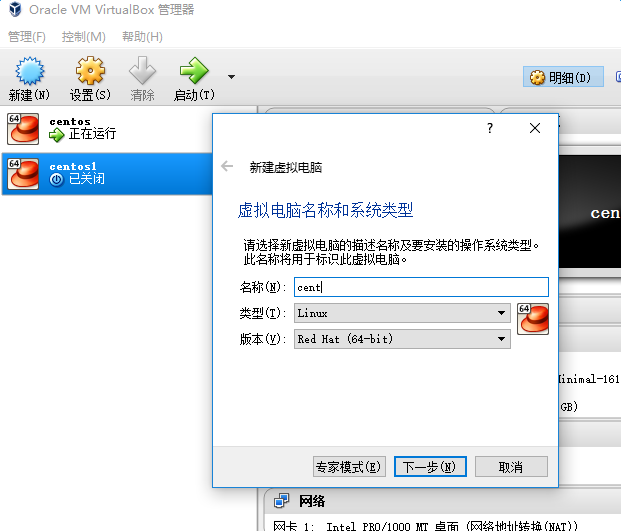 Oracle VM VirtualBox 管理器
管理(F) 控制(M) 帮助(H)
新建(N) 设置(S) 清除 启动(T) 明细(D)
64 centos
正在运行
64 centos1
已关闭
?
新建虚拟电脑
虚拟电脑名称和系统类型
请选择新虚拟电脑的描述名称及要安装的操作系统类型。
此名称将用于标识此虚拟电脑。
名称(N): cent
类型(T): Linux
64
版本(V): Red Hat (64-bit)
专家模式(E) 下一步(N) 取消
cen
Minimal-161
GB)
网络
网卡 1: Intel PRO/1000 MT 桌面 (网络地址转换(NAT))